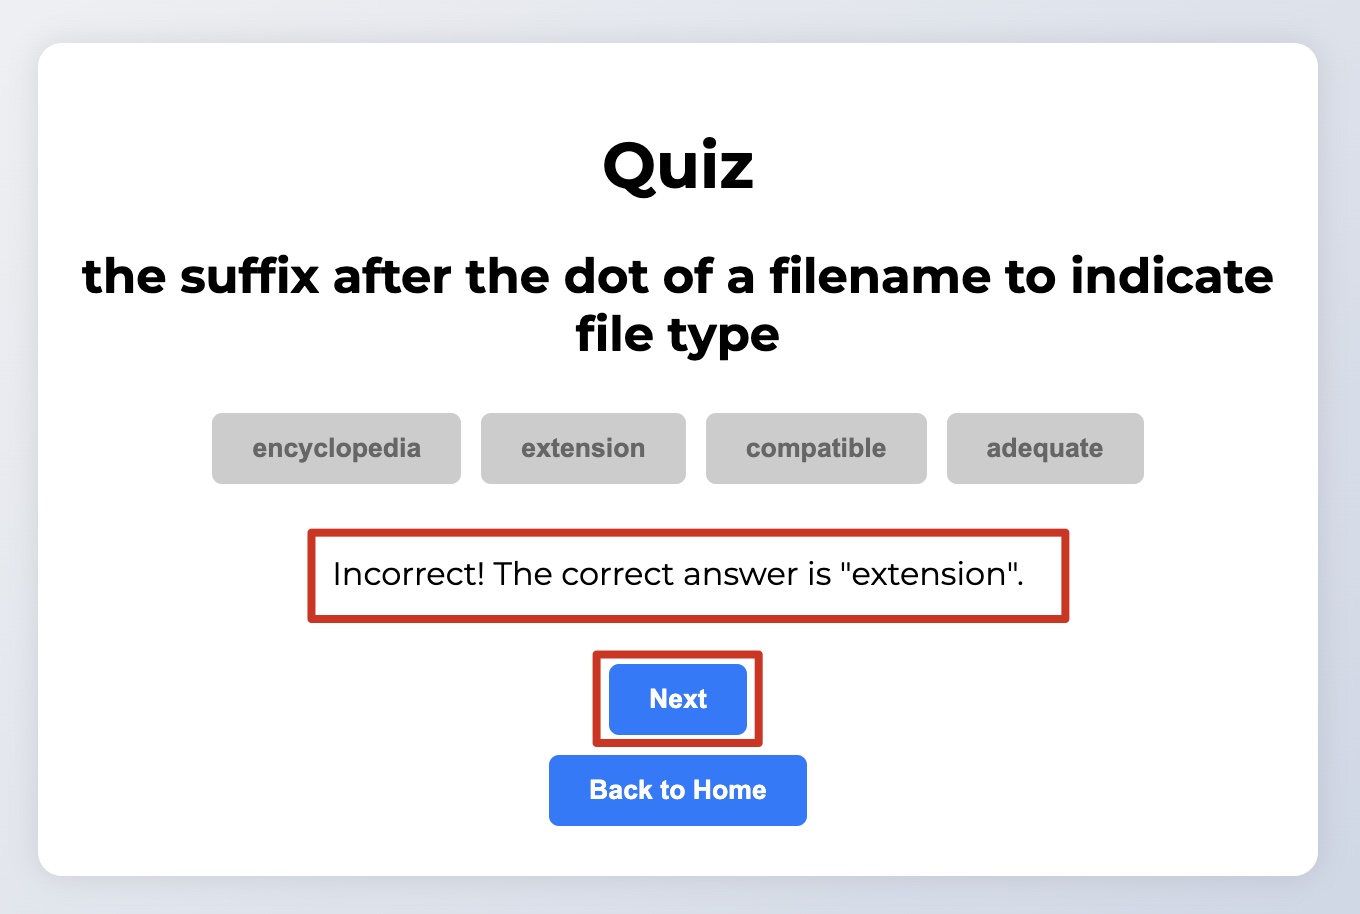 Quiz
the suffix after the dot of a filename to indicate
file type
encyclopedia extension compatible adequate
Incorrect! The correct answer is "extension".
Next
Back to Home